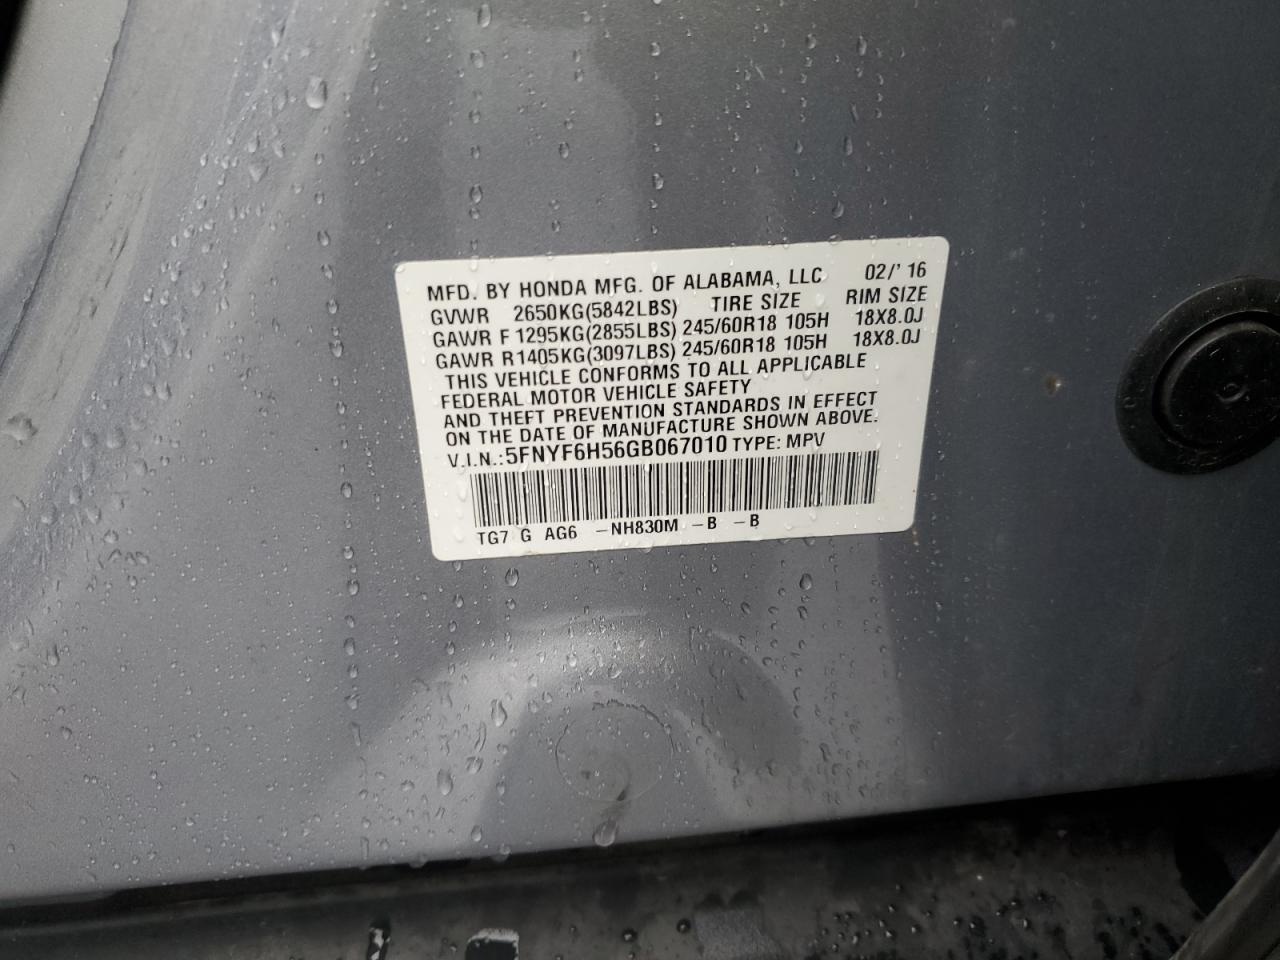 MFD. BY HONDA MFG. OF ALABAMA, LLC 02/' 16
GVWR 2650KG(5842LBS) TIRE SIZE RIM SIZE
GAWR F 1295KG(2855LBS) 245/60R18 105H 18X8.0J
GAWR R1405KG(3097LBS) 245/60R18 105H 18X8.0J
THIS VEHICLE CONFORMS TO ALL APPLICABLE
FEDERAL MOTOR VEHICLE SAFETY
AND THEFT PREVENTION STANDARDS IN EFFECT
ON THE DATE OF MANUFACTURE SHOWN ABOVE.
V.I.N.:5FNYF6H56GB067010 TYPE: MPV
TG7 G AG6 -NH830M -B -B